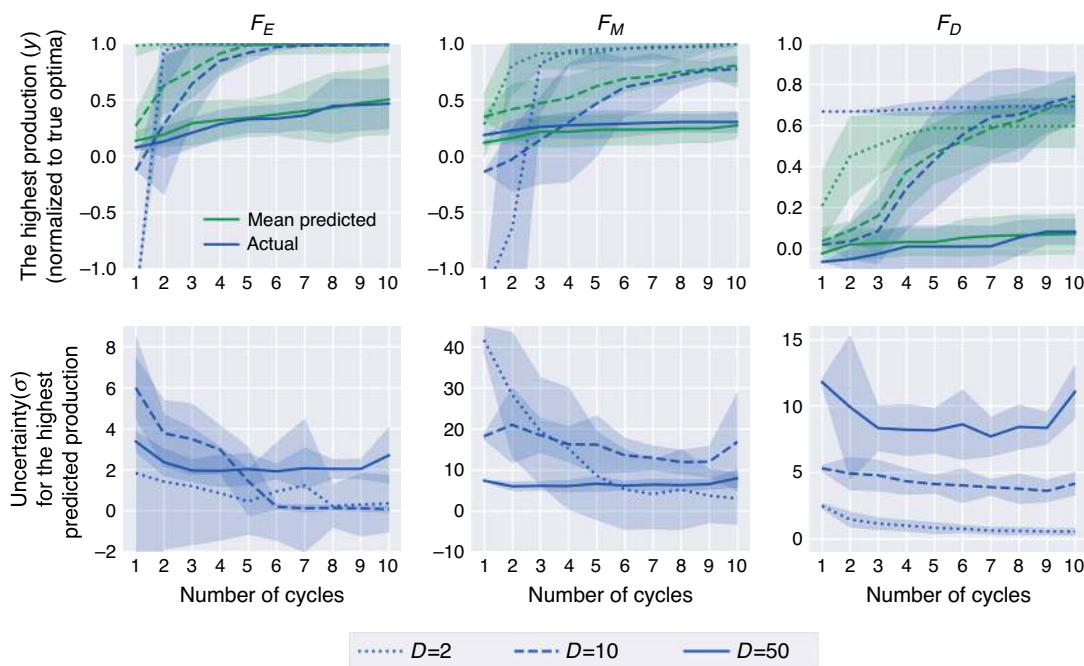 F_E F_M F_D
The highest production (y)
(normalized to true optima)
1.0
0.5
0.0
−0.5
−1.0
Mean predicted
Actual
1 2 3 4 5 6 7 8 9 10
1.0
0.5
0.0
−0.5
−1.0
1 2 3 4 5 6 7 8 9 10
1.0
0.8
0.6
0.4
0.2
0.0
1 2 3 4 5 6 7 8 9 10
Uncertainty(σ)
for the highest
predicted production
8
6
4
2
0
−2
1 2 3 4 5 6 7 8 9 10
Number of cycles
40
30
20
10
0
−10
1 2 3 4 5 6 7 8 9 10
Number of cycles
15
10
5
0
1 2 3 4 5 6 7 8 9 10
Number of cycles
D=2 D=10 D=50